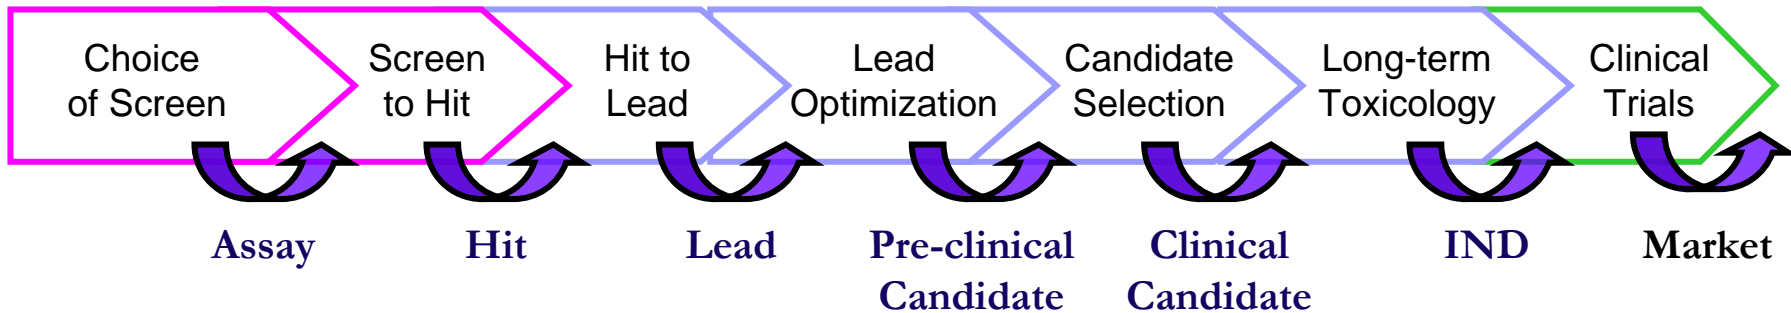 Choice
of Screen
Screen
to Hit
Hit to
Lead
Lead
Optimization
Candidate
Selection
Long-term
Toxicology
Clinical
Trials
Assay
Hit
Lead
Pre-clinical
Candidate
Clinical
Candidate
IND
Market